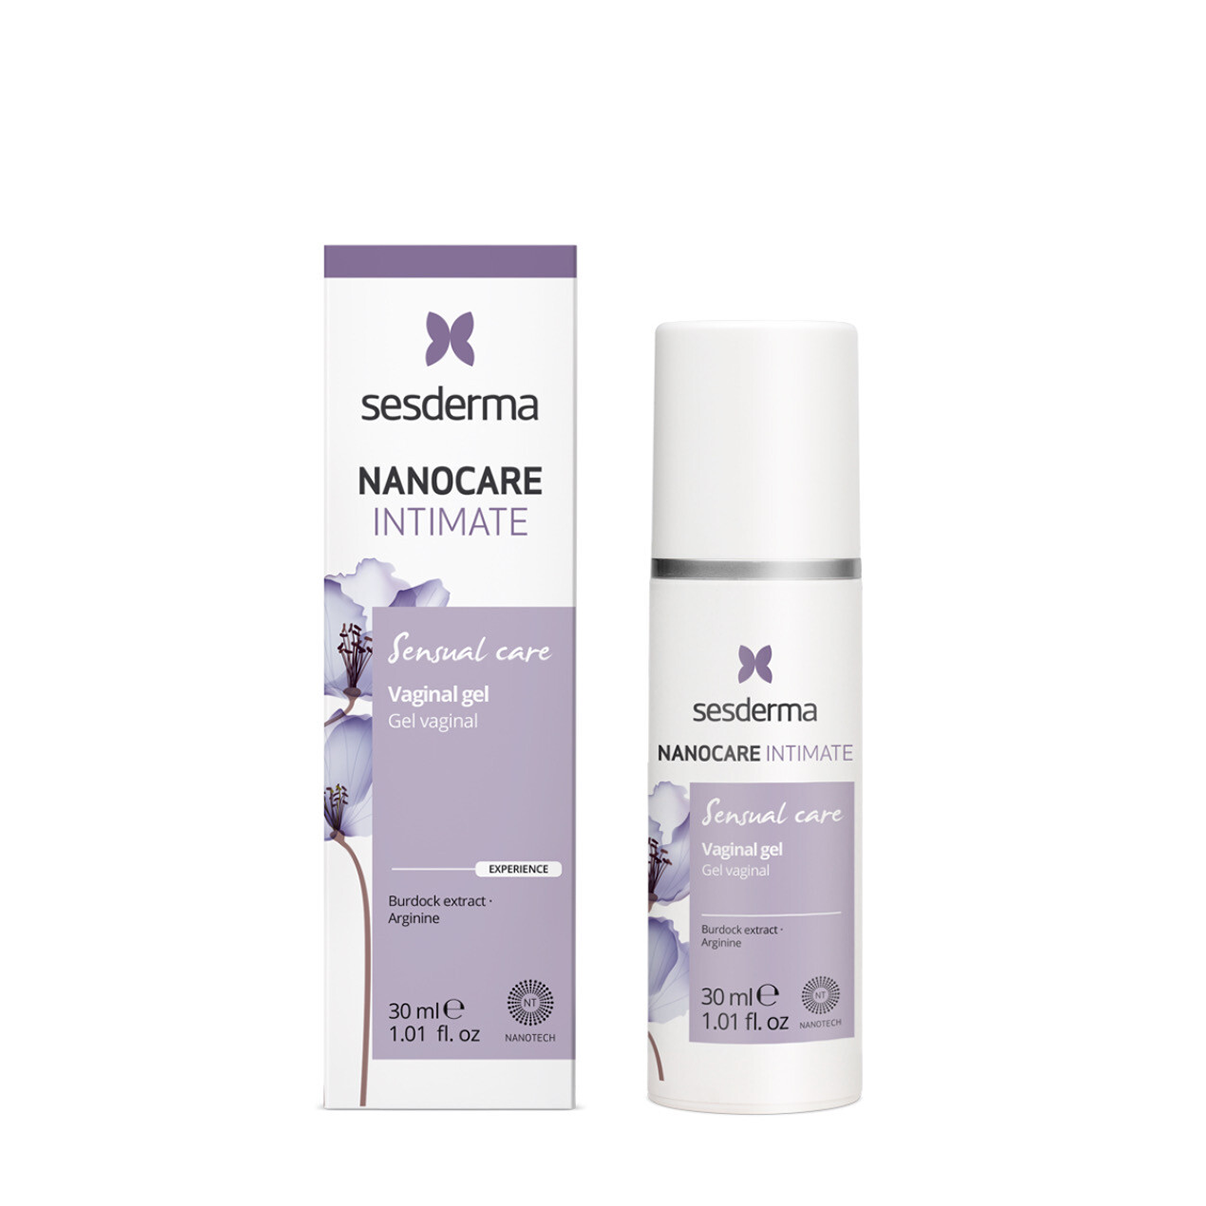 sesderma
NANOCARE
INTIMATE
Sensual care
Vaginal gel
Gel vaginal
EXPERIENCE
Burdock extract ·
Arginine
30 ml ℮
1.01 fl. oz
NT
NANOTECH
sesderma
NANOCARE INTIMATE
Sensual care
Vaginal gel
Gel vaginal
Burdock extract ·
Arginine
30 ml ℮
1.01 fl. oz
NT
NANOTECH